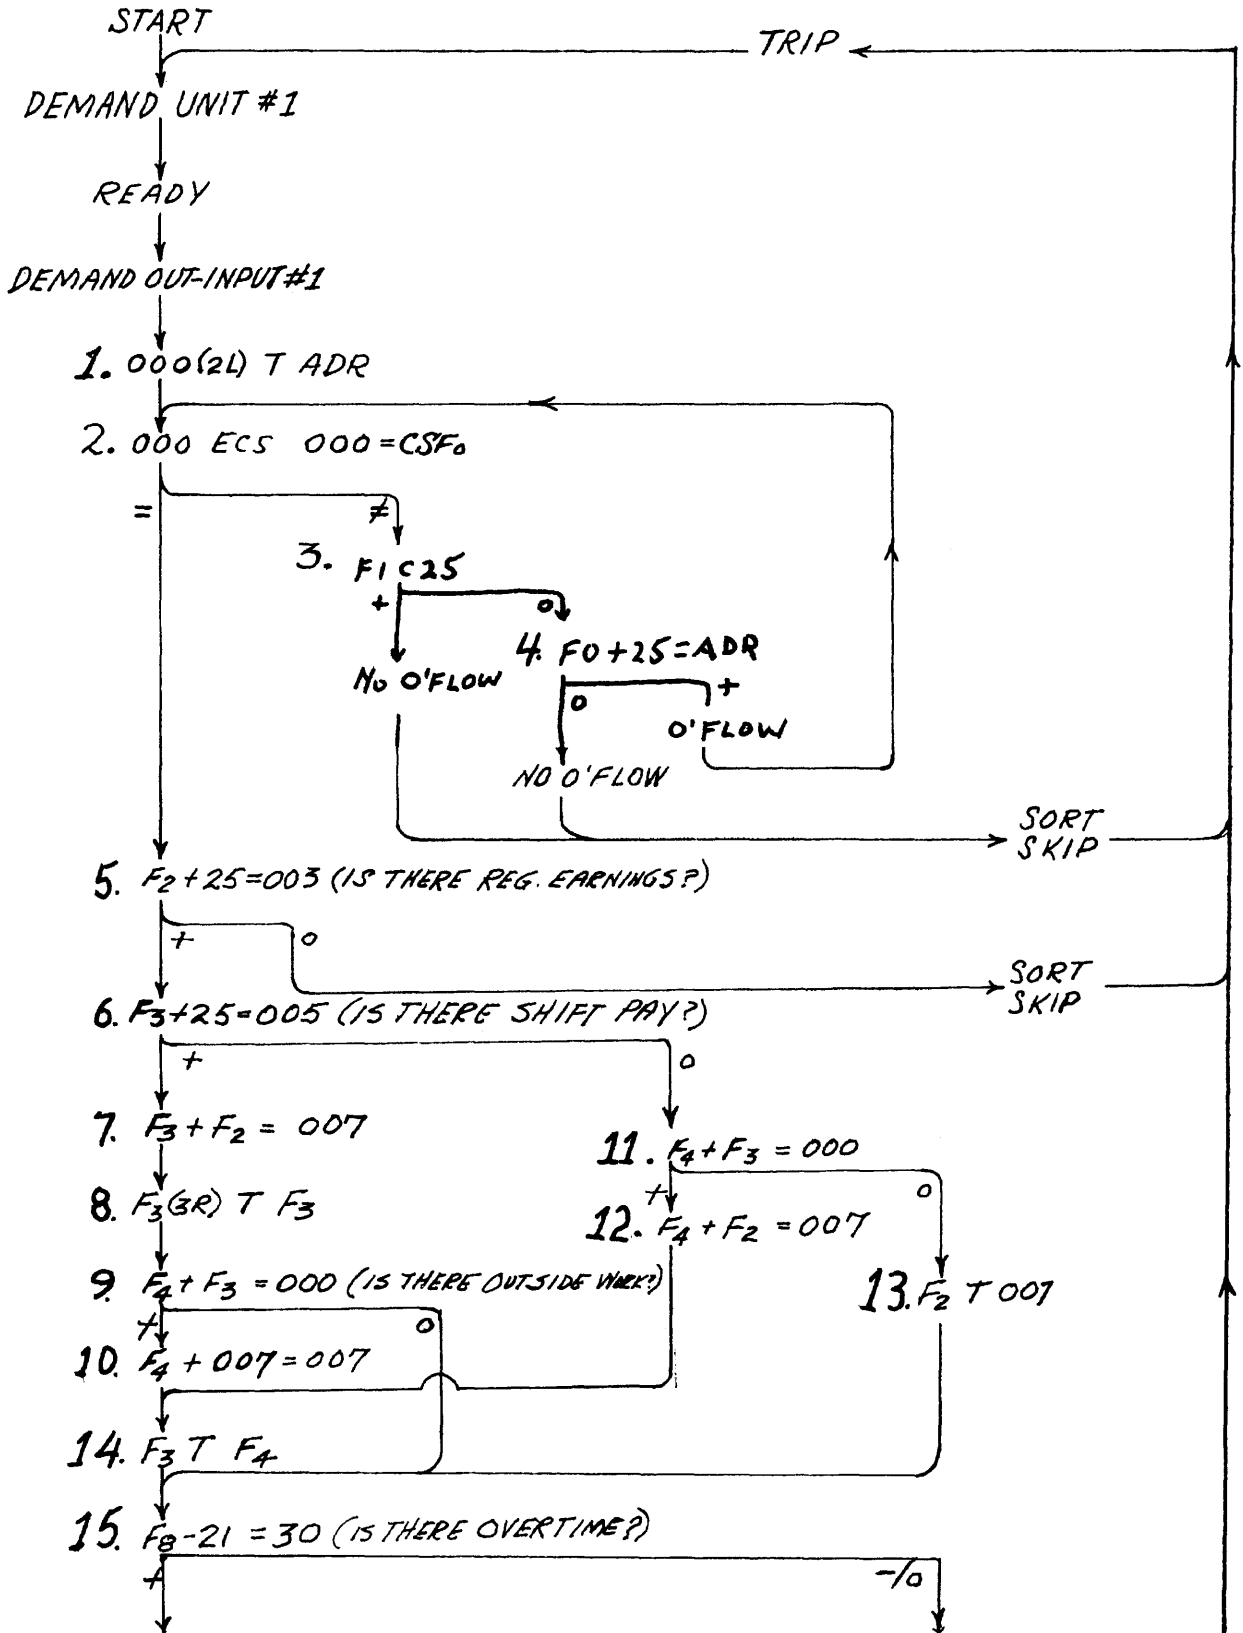 START
TRIP
DEMAND UNIT #1
READY
DEMAND OUT-INPUT #1
1. 000(2L) T ADR
2. 000 ECS 000 = CSF0
= ≠
3. F1 C 25
+ 0
4. F0 + 25 = ADR
NO O'FLOW
0 +
O'FLOW
NO O'FLOW
SORT
SKIP
5. F2 + 25 = 003 (IS THERE REG. EARNINGS?)
+ 0
SORT
SKIP
6. F3 + 25 = 005 (IS THERE SHIFT PAY?)
+ 0
7. F3 + F2 = 007
11. F4 + F3 = 000
+ 0
8. F3 (3R) T F3
12. F4 + F2 = 007
9. F4 + F3 = 000 (IS THERE OUTSIDE WORK?)
13. F2 T 007
+ 0
10. F4 + 007 = 007
14. F3 T F4
15. F8 - 21 = 30 (IS THERE OVERTIME?)
+ -/0